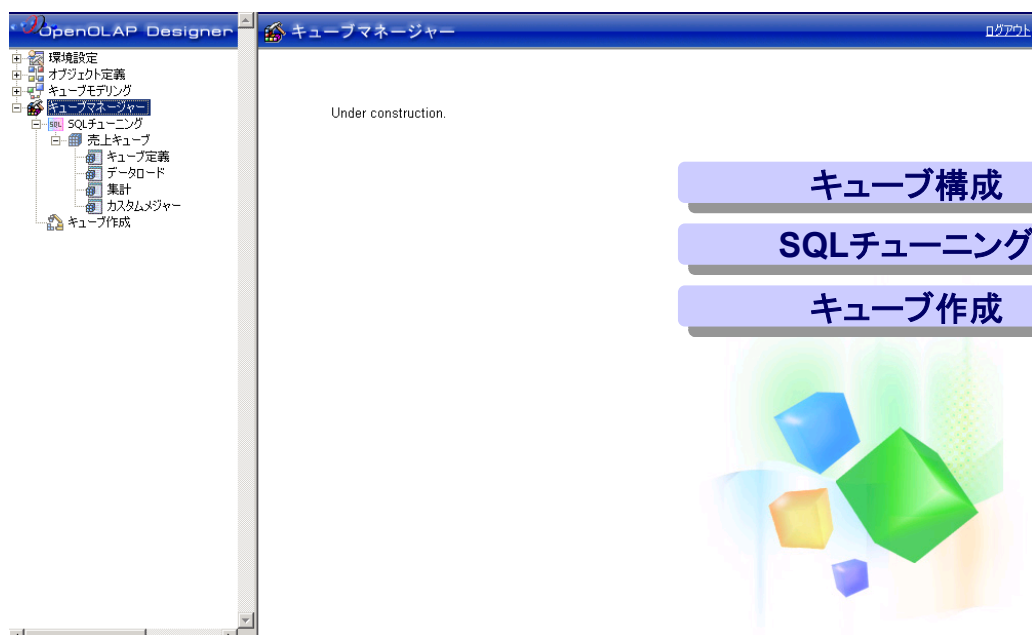 OpenOLAP Designer
キューブマネージャー
ログアウト
環境設定
オブジェクト定義
キューブモデリング
キューブマネージャー
SQL SQLチューニング
売上キューブ
キューブ定義
データロード
集計
カスタムメジャー
キューブ作成
Under construction.
キューブ構成
SQLチューニング
キューブ作成